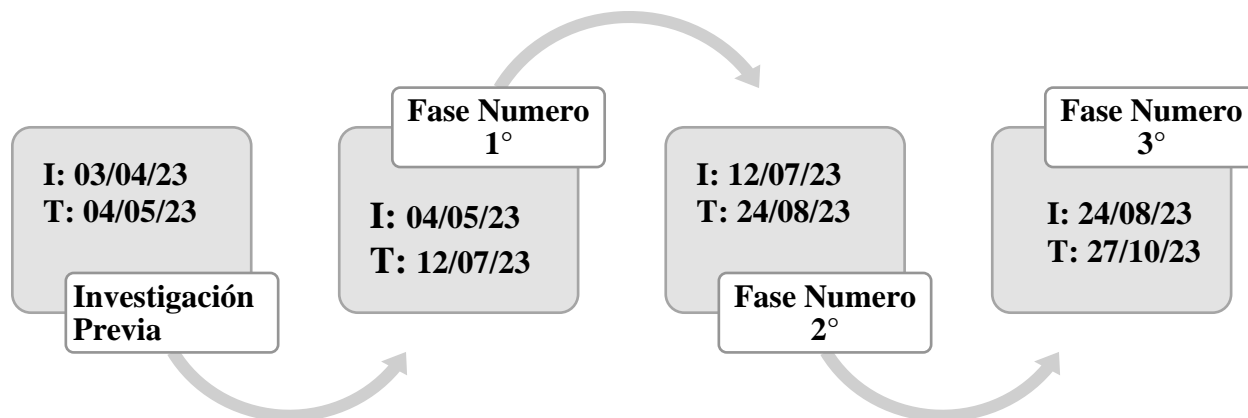 I: 03/04/23
T: 04/05/23
Investigación
Previa
Fase Numero
1°
I: 04/05/23
T: 12/07/23
I: 12/07/23
T: 24/08/23
Fase Numero
2°
Fase Numero
3°
I: 24/08/23
T: 27/10/23